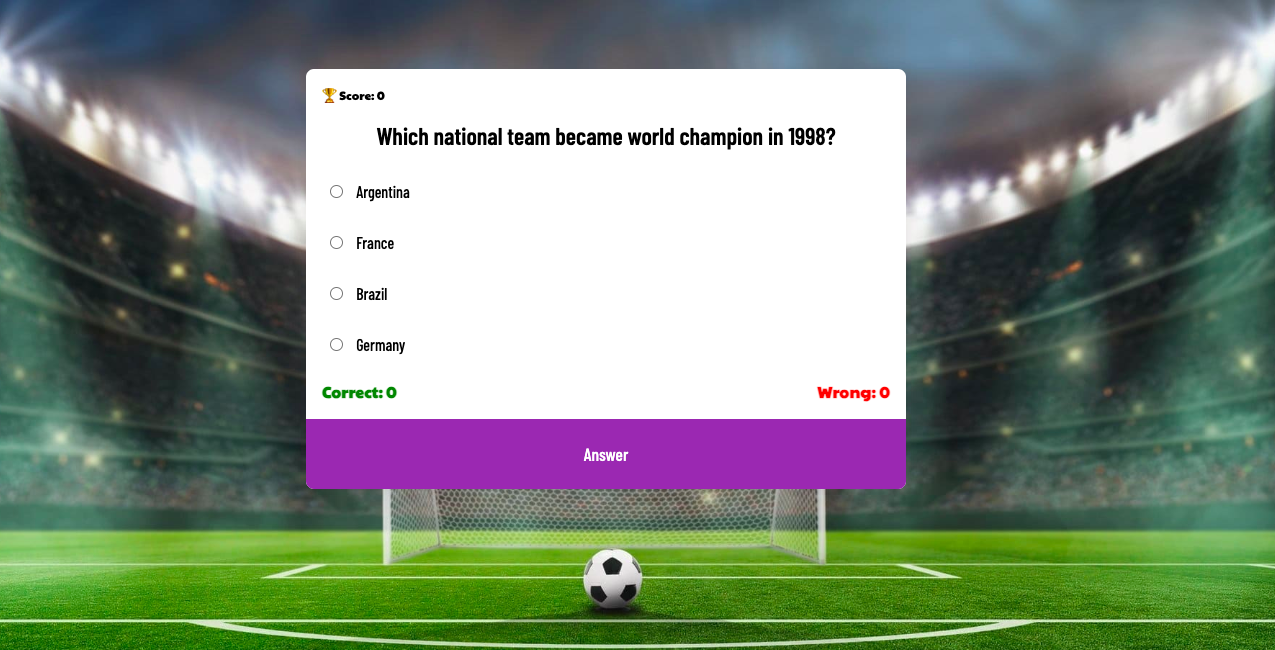 🏆Score: 0
Which national team became world champion in 1998?
Argentina
France
Brazil
Germany
Correct: 0
Wrong: 0
Answer